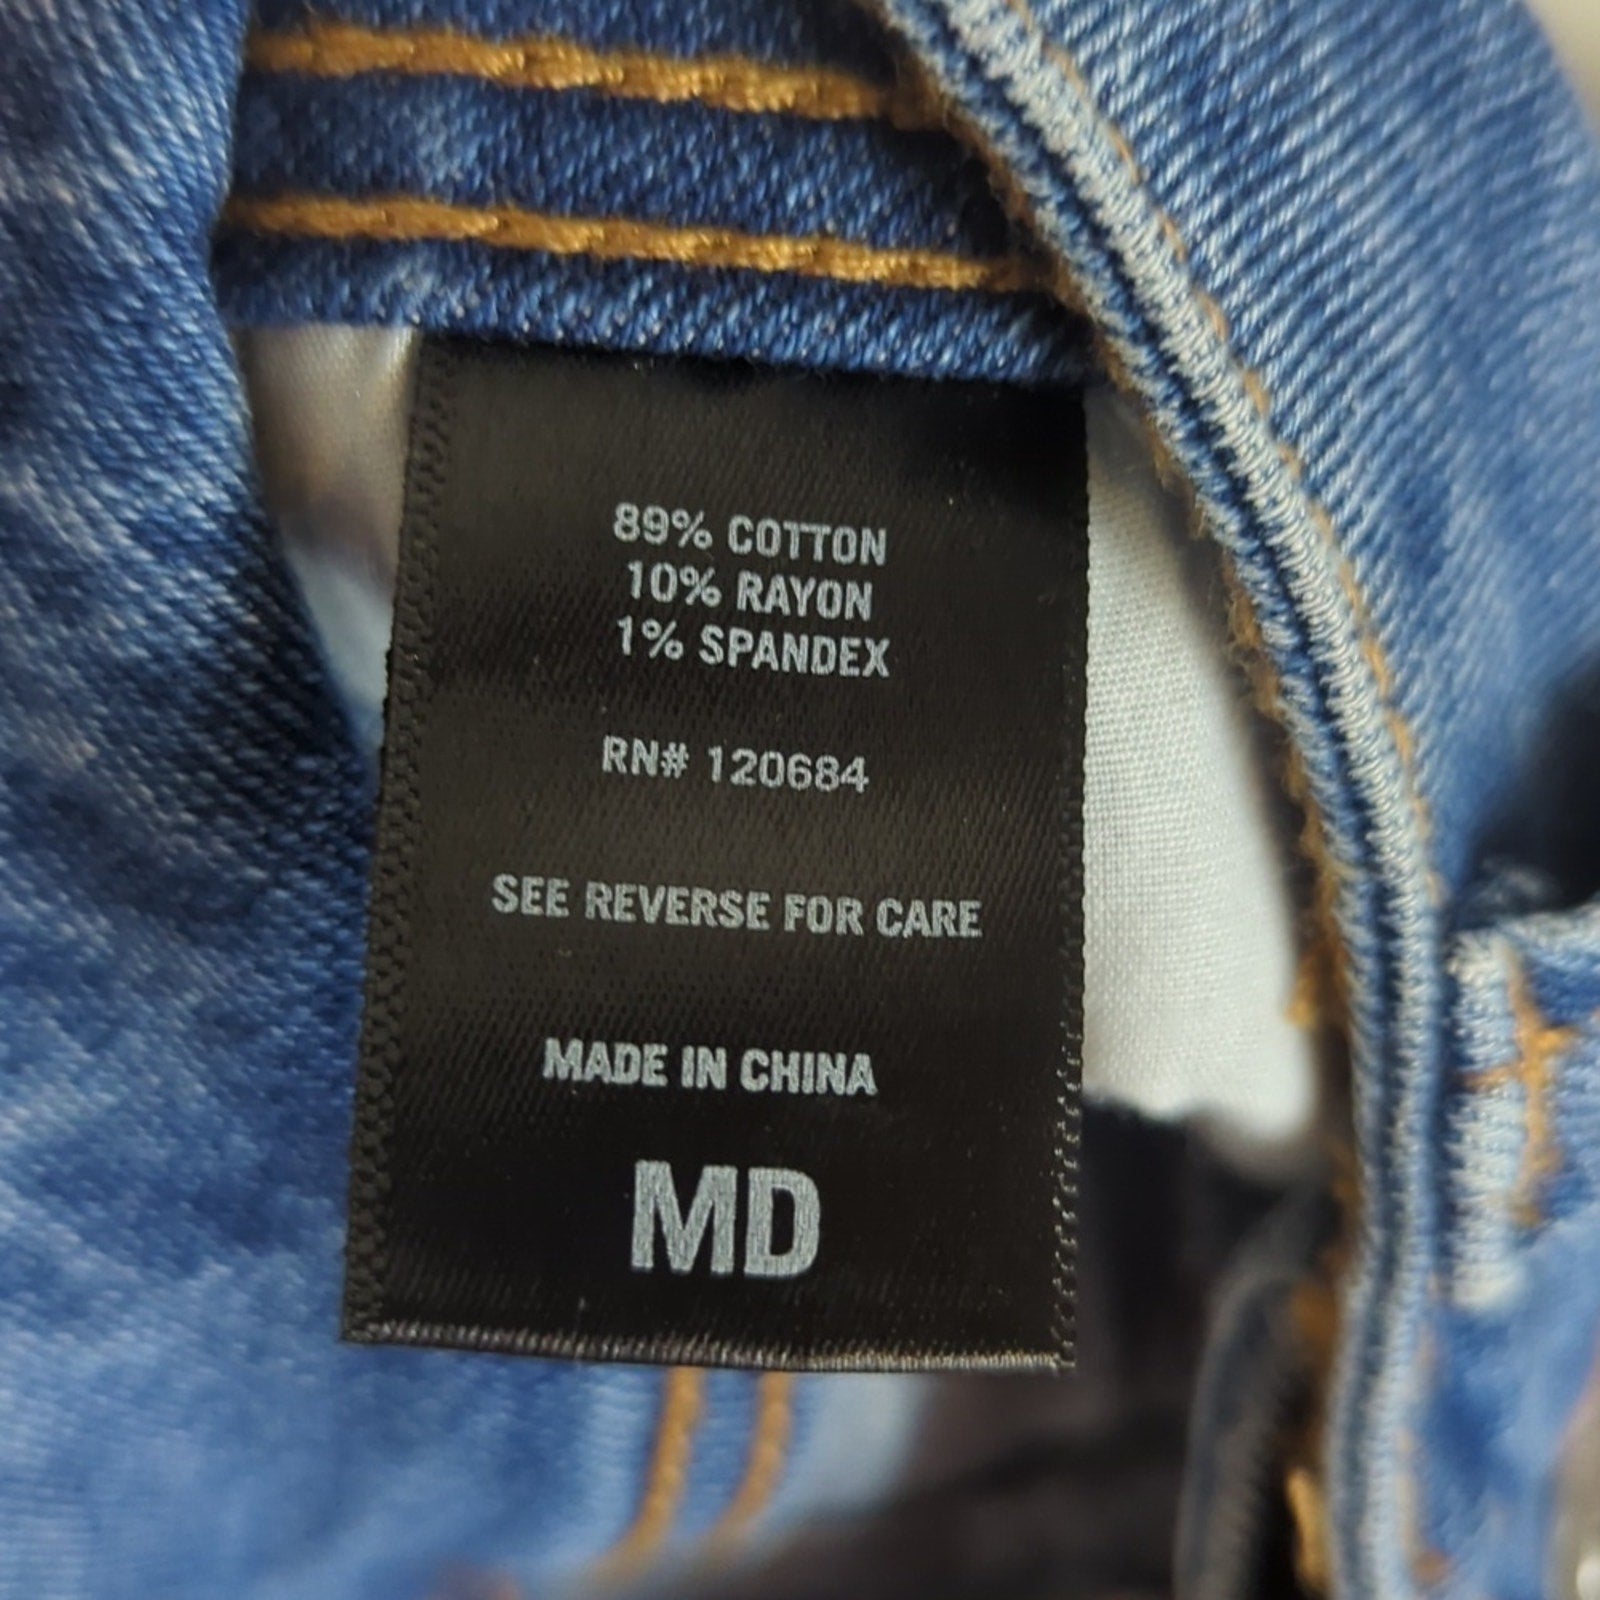 89% COTTON
10% RAYON
1% SPANDEX
RN# 120684
SEE REVERSE FOR CARE
MADE IN CHINA
MD